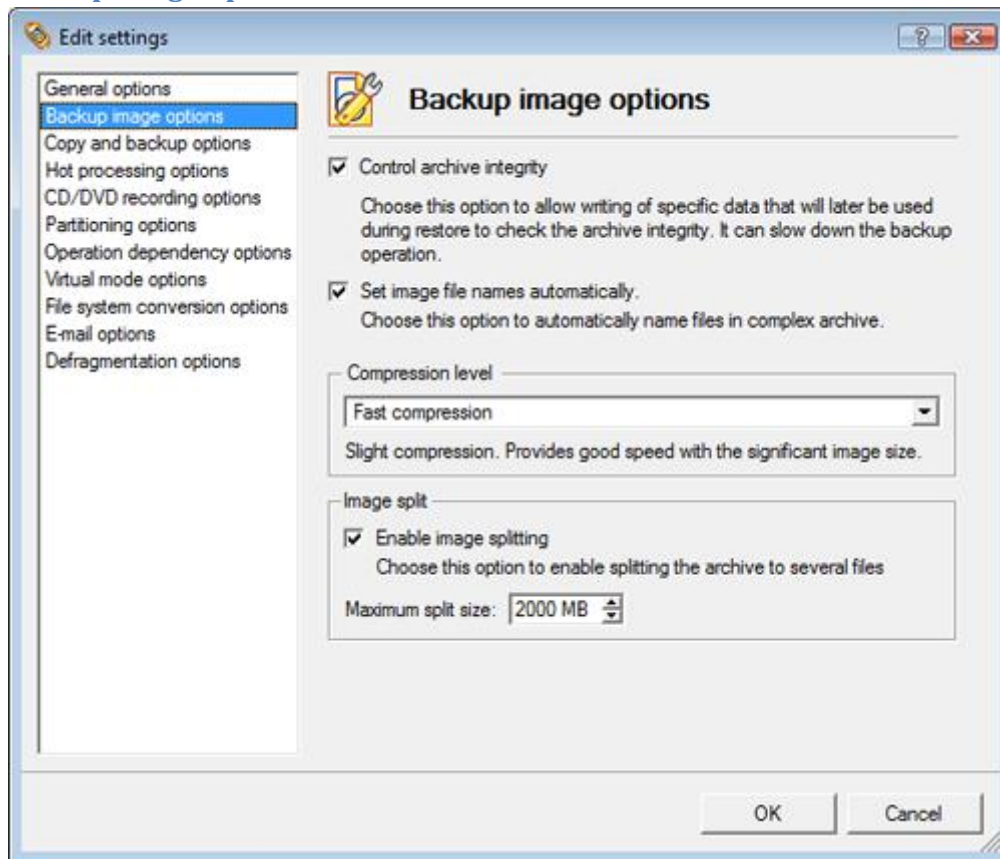 Edit settings
General options
Backup image options
Copy and backup options
Hot processing options
CD/DVD recording options
Partitioning options
Operation dependency options
Virtual mode options
File system conversion options
E-mail options
Defragmentation options
Backup image options
Control archive integrity
Choose this option to allow writing of specific data that will later be used
during restore to check the archive integrity. It can slow down the backup
operation.
Set image file names automatically.
Choose this option to automatically name files in complex archive.
Compression level
Fast compression
Slight compression. Provides good speed with the significant image size.
Image split
Enable image splitting
Choose this option to enable splitting the archive to several files
Maximum split size: 2000 MB
OK Cancel